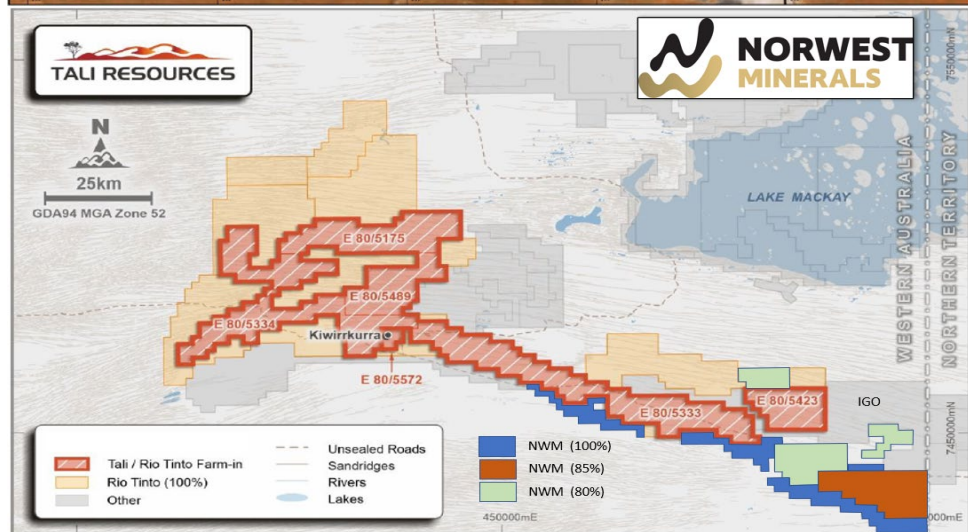 TALI RESOURCES
NORWEST
MINERALS
7550000mN
N
25km
GDA94 MGA Zone 52
LAKE MACKAY
WESTERN AUSTRALIA
NORTHERN TERRITORY
E 80/5175
E 80/5489
E 80/5334
Kiwirrkurra
E 80/5572
E 80/5423
E 80/5333
IGO
7450000mN
Tali / Rio Tinto Farm-in
Rio Tinto (100%)
Other
Unsealed Roads
Sandridges
Rivers
Lakes
NWM (100%)
NWM (85%)
NWM (80%)
450000mE
000mE